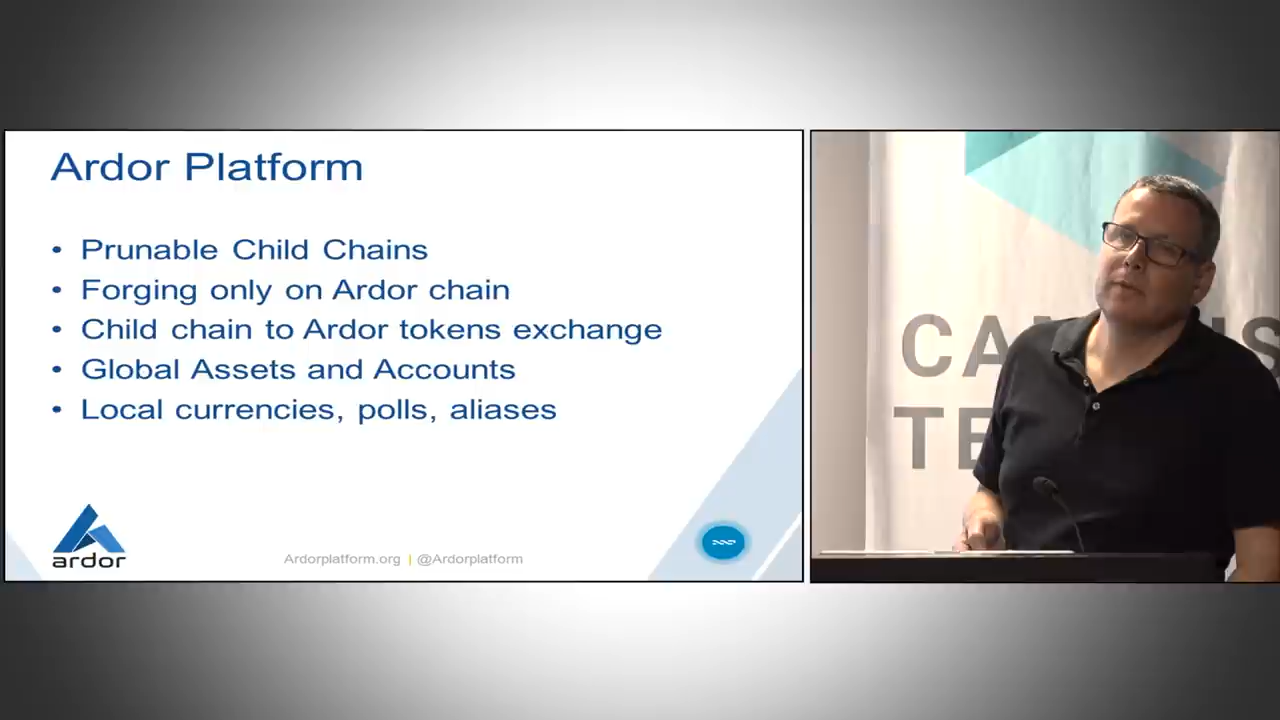 Ardor Platform
• Prunable Child Chains
• Forging only on Ardor chain
• Child chain to Ardor tokens exchange
• Global Assets and Accounts
• Local currencies, polls, aliases
ardor
Ardorplatform.org | @Ardorplatform